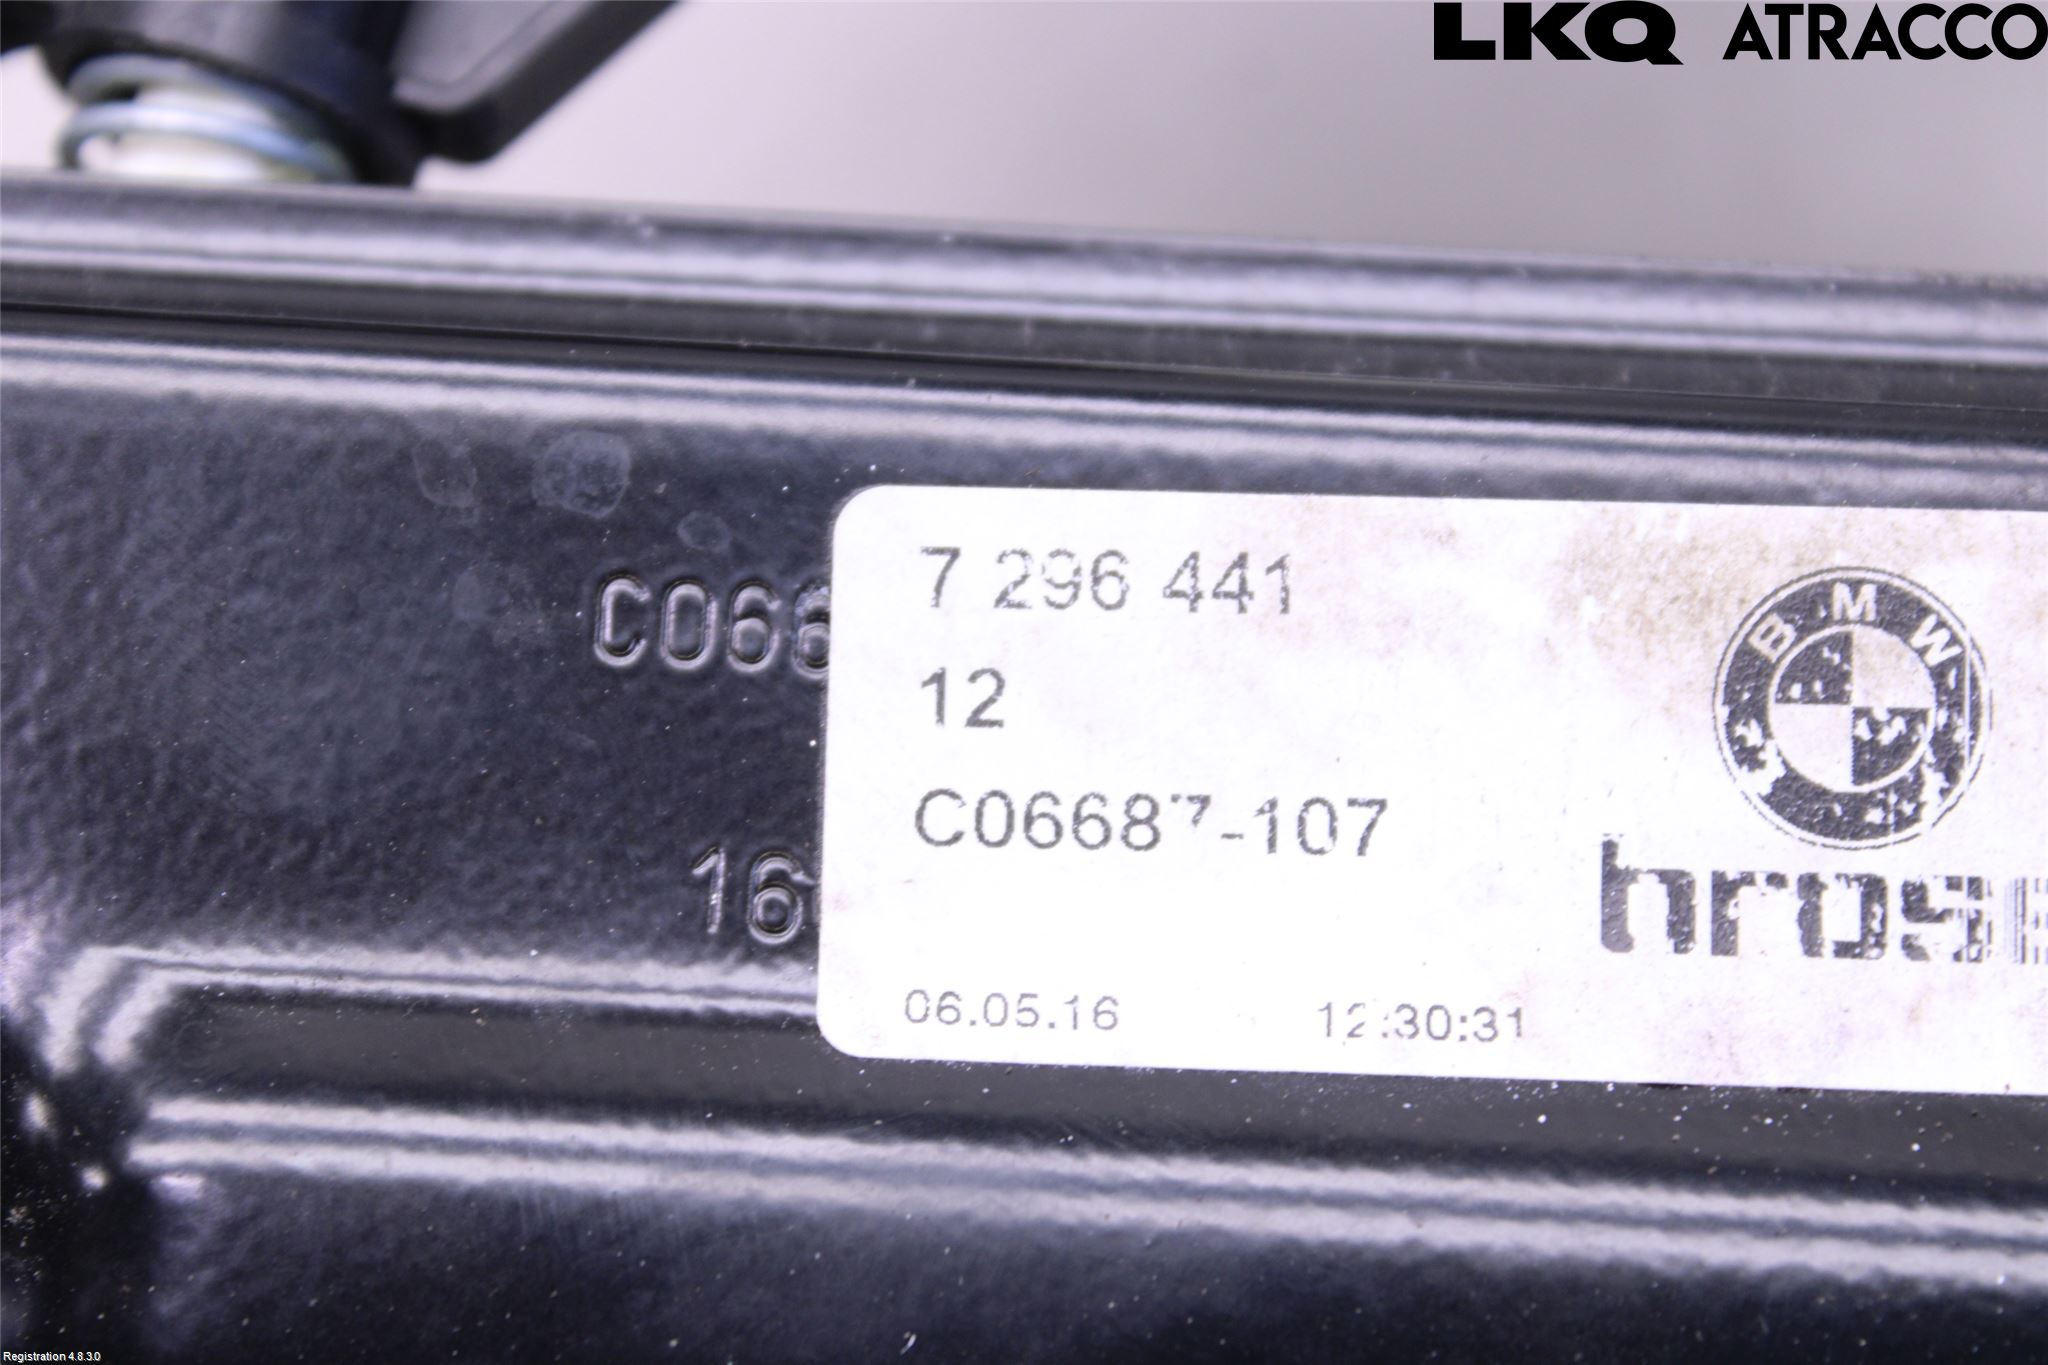 LKQ ATRACCO
7 296 441
BMW
C066
12
C06687-107
16
06.05.16 12:30:31
Registration 4.8.3.0